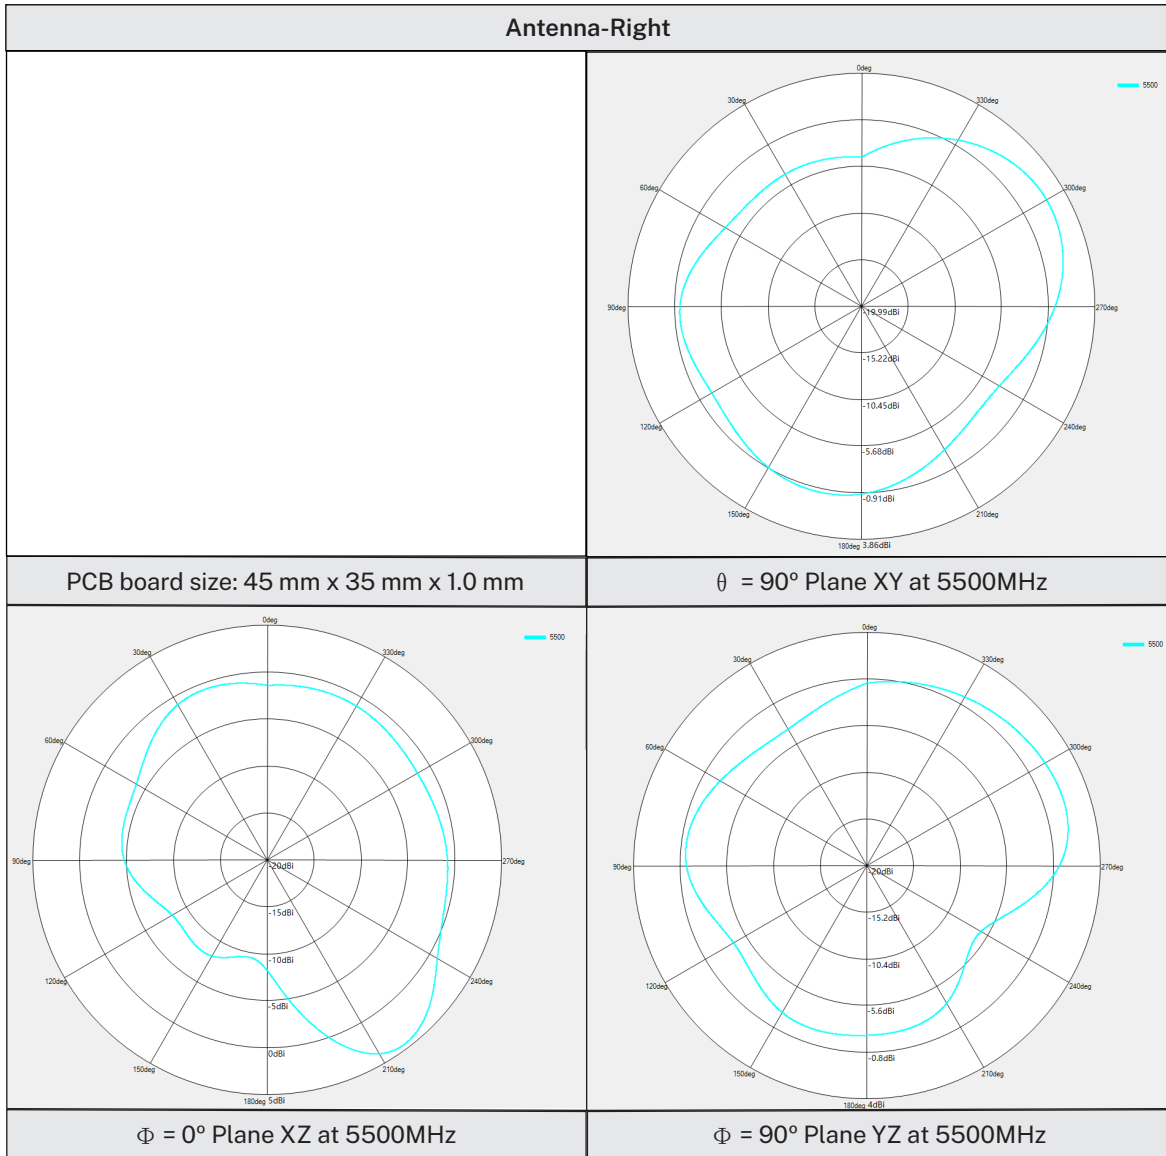 Antenna-Right
0deg
5500
30deg
330deg
60deg
300deg
90deg
-19.99dBi
270deg
-15.22dBi
-10.45dBi
120deg
240deg
-5.68dBi
-0.91dBi
150deg
210deg
180deg 3.86dBi
PCB board size: 45 mm x 35 mm x 1.0 mm
θ = 90° Plane XY at 5500MHz
0deg
5500
30deg
330deg
60deg
300deg
90deg
-20dBi
270deg
-15dBi
-10dBi
120deg
240deg
-5dBi
0dBi
150deg
210deg
180deg 5dBi
0deg
5500
30deg
330deg
60deg
300deg
90deg
-20dBi
270deg
-15.2dBi
-10.4dBi
120deg
240deg
-5.6dBi
-0.8dBi
150deg
210deg
180deg 4dBi
Φ = 0° Plane XZ at 5500MHz
Φ = 90° Plane YZ at 5500MHz